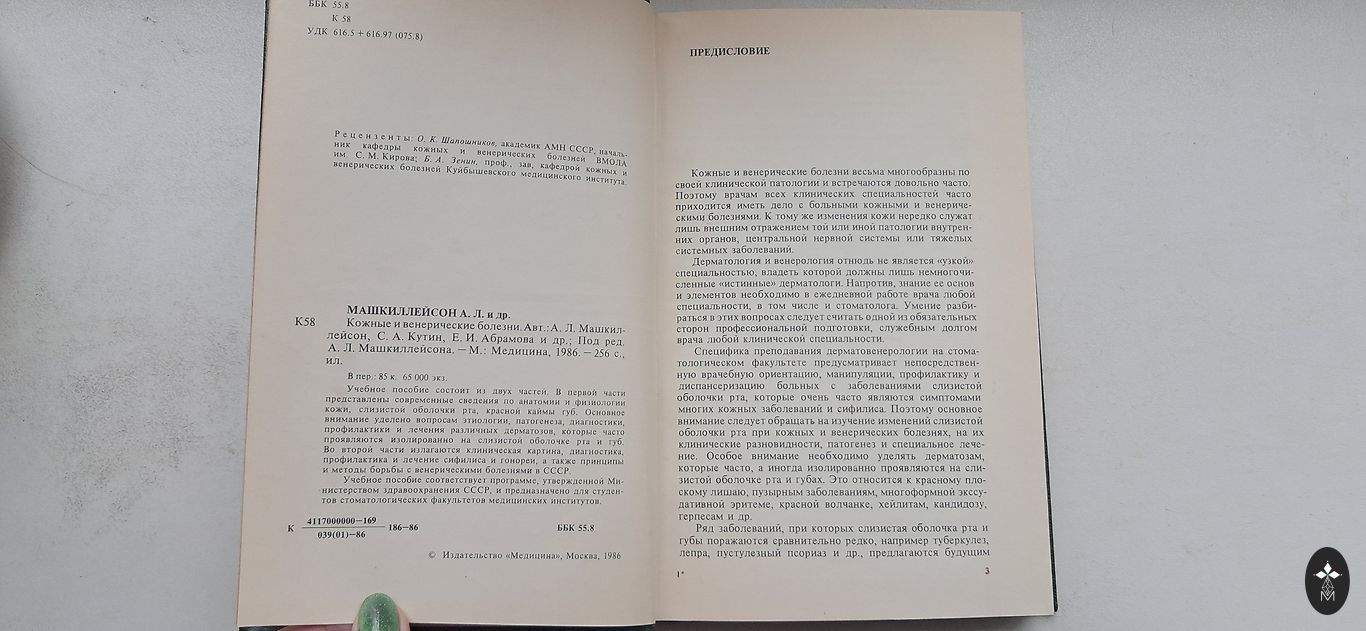 ББК 55.8
К 58
УДК 616.5 + 616.97 (075.8)
Рецензенты: О. К. Шапошников, академик АМН СССР, началь-
ник кафедры кожных и венерических болезней ВМОЛА
им. С. М. Кирова; Б. А. Зенин, проф., зав. кафедрой кожных и
венерических болезней Куйбышевского медицинского института.
МАШКИЛЛЕЙСОН А. Л. и др.
К58 Кожные и венерические болезни. Авт.: А. Л. Машкил-
лейсон, С. А. Кутин, Е. И. Абрамова и др.; Под ред.
А. Л. Машкиллейсона. — М.: Медицина, 1986. — 256 с.,
ил.
В пер.: 85 к. 65 000 экз.
Учебное пособие состоит из двух частей. В первой части
представлены современные сведения по анатомии и физиологии
кожи, слизистой оболочки рта, красной каймы губ. Основное
внимание уделено вопросам этиологии, патогенеза, диагностики,
профилактики и лечения различных дерматозов, которые часто
проявляются изолированно на слизистой оболочке рта и губ.
Во второй части излагаются клиническая картина, диагностика,
профилактика и лечение сифилиса и гонореи, а также принципы
и методы борьбы с венерическими болезнями в СССР.
Учебное пособие соответствует программе, утвержденной Ми-
нистерством здравоохранения СССР, и предназначено для студен-
тов стоматологических факультетов медицинских институтов.
К 4117000000—169
039(01)—86 186—86 ББК 55.8
© Издательство «Медицина», Москва, 1986
ПРЕДИСЛОВИЕ
Кожные и венерические болезни весьма многообразны по
своей клинической патологии и встречаются довольно часто.
Поэтому врачам всех клинических специальностей часто
приходится иметь дело с больными кожными и венериче-
скими болезнями. К тому же изменения кожи нередко служат
лишь внешним отражением той или иной патологии внутрен-
них органов, центральной нервной системы или тяжелых
системных заболеваний.
Дерматология и венерология отнюдь не является «узкой»
специальностью, владеть которой должны лишь немногочи-
сленные «истинные» дерматологи. Напротив, знание ее основ
и элементов необходимо в ежедневной работе врача любой
специальности, в том числе и стоматолога. Умение разби-
раться в этих вопросах следует считать одной из обязательных
сторон профессиональной подготовки, служебным долгом
врача любой клинической специальности.
Специфика преподавания дерматовенерологии на стома-
тологическом факультете предусматривает непосредствен-
ную врачебную ориентацию, манипуляции, профилактику и
диспансеризацию больных с заболеваниями слизистой
оболочки рта, которые очень часто являются симптомами
многих кожных заболеваний и сифилиса. Поэтому основное
внимание следует обращать на изучение изменений слизистой
оболочки рта при кожных и венерических болезнях, на их
клинические разновидности, патогенез и специальное лече-
ние. Особое внимание необходимо уделять дерматозам,
которые часто, а иногда изолированно проявляются на сли-
зистой оболочке рта и губах. Это относится к красному пло-
скому лишаю, пузырным заболеваниям, многоформной экссу-
дативной эритеме, красной волчанке, хейлитам, кандидозу,
герпесам и др.
Ряд заболеваний, при которых слизистая оболочка рта и
губы поражаются сравнительно редко, например туберкулез,
лепра, пустулезный псориаз и др., предлагаются будущим
1* 3
M